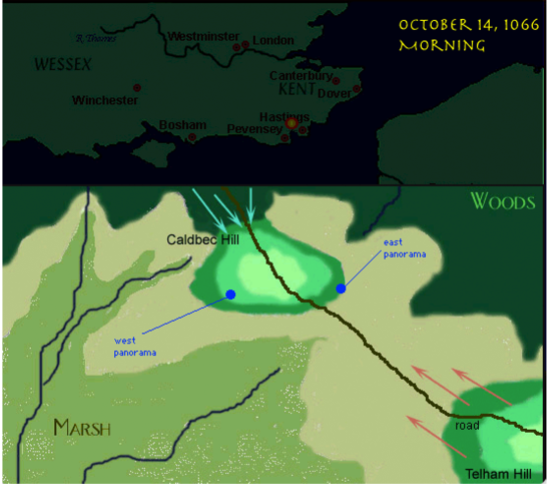 OCTOBER 14, 1066
MORNING
R. Thames
Westminster
London
WESSEX
Canterbury
KENT
Dover
Winchester
Hastings
Bosham
Pevensey
WOODS
Caldbec Hill
east
panorama
west
panorama
MARSH
road
Telham Hill